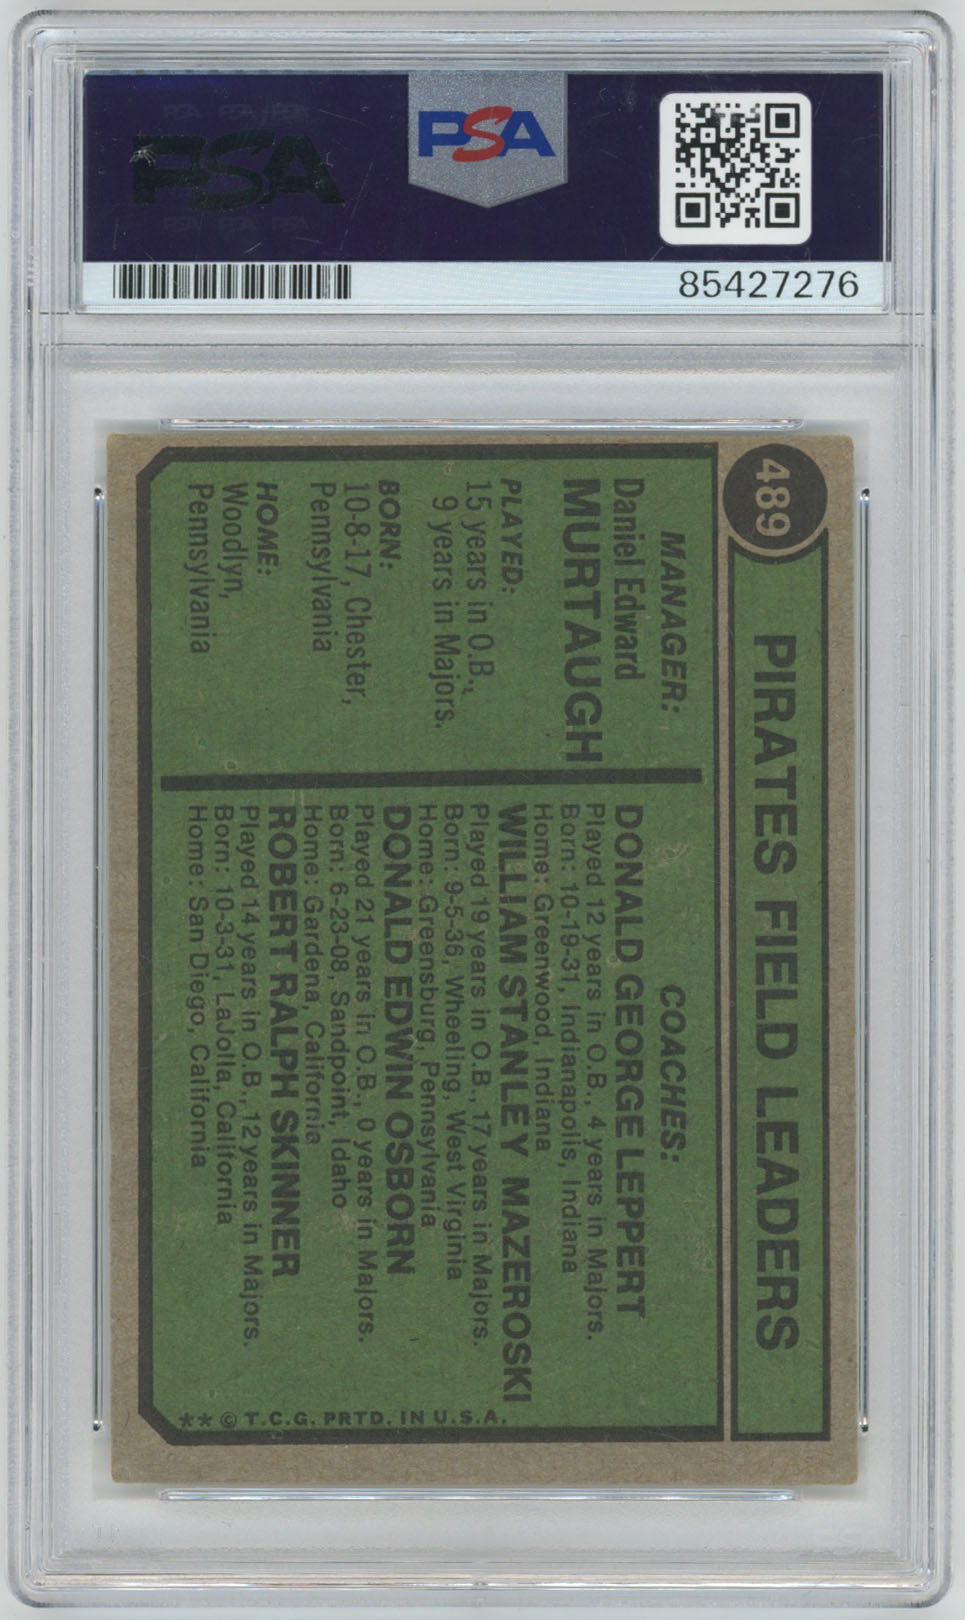 PSA
PSA
85427276
489
PIRATES FIELD LEADERS
MANAGER:
Daniel Edward
MURTAUGH
PLAYED:
15 years in O.B.,
9 years in Majors.
BORN:
10-8-17, Chester,
Pennsylvania
HOME:
Woodlyn,
Pennsylvania
COACHES:
DONALD GEORGE LEPPERT
Played 12 years in O.B., 4 years in Majors.
Born: 10-19-31, Indianapolis, Indiana
Home: Greenwood, Indiana
WILLIAM STANLEY MAZEROSKI
Played 19 years in O.B., 17 years in Majors.
Born: 9-5-36, Wheeling, West Virginia
Home: Greensburg, Pennsylvania
DONALD EDWIN OSBORN
Played 21 years in O.B., 0 years in Majors.
Born: 6-23-08, Sandpoint, Idaho
Home: Gardena, California
ROBERT RALPH SKINNER
Played 14 years in O.B., 12 years in Majors.
Born: 10-3-31, LaJolla, California
Home: San Diego, California
** © T.C.G. PRTD. IN U.S.A.